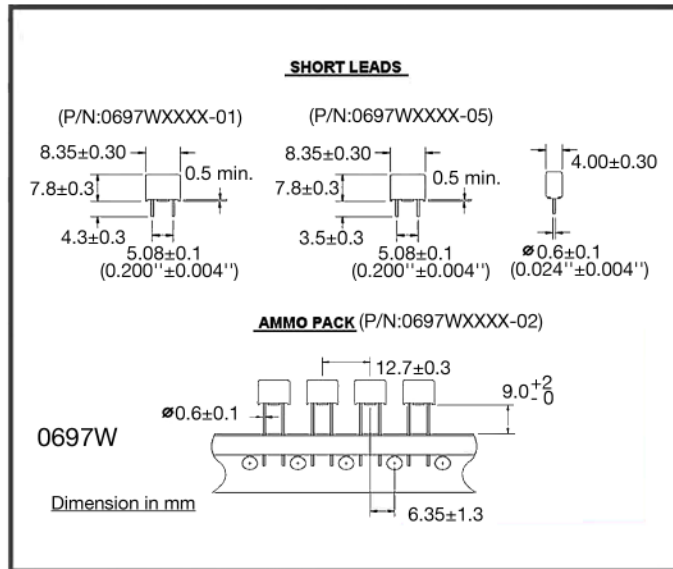 SHORT LEADS
(P/N:0697WXXXX-01)
(P/N:0697WXXXX-05)
8.35±0.30
0.5 min.
7.8±0.3
4.3±0.3
5.08±0.1
(0.200''±0.004'')
8.35±0.30
0.5 min.
7.8±0.3
3.5±0.3
5.08±0.1
(0.200''±0.004'')
4.00±0.30
ø0.6±0.1
(0.024''±0.004'')
AMMO PACK (P/N:0697WXXXX-02)
12.7±0.3
9.0+2
-0
ø0.6±0.1
0697W
6.35±1.3
Dimension in mm